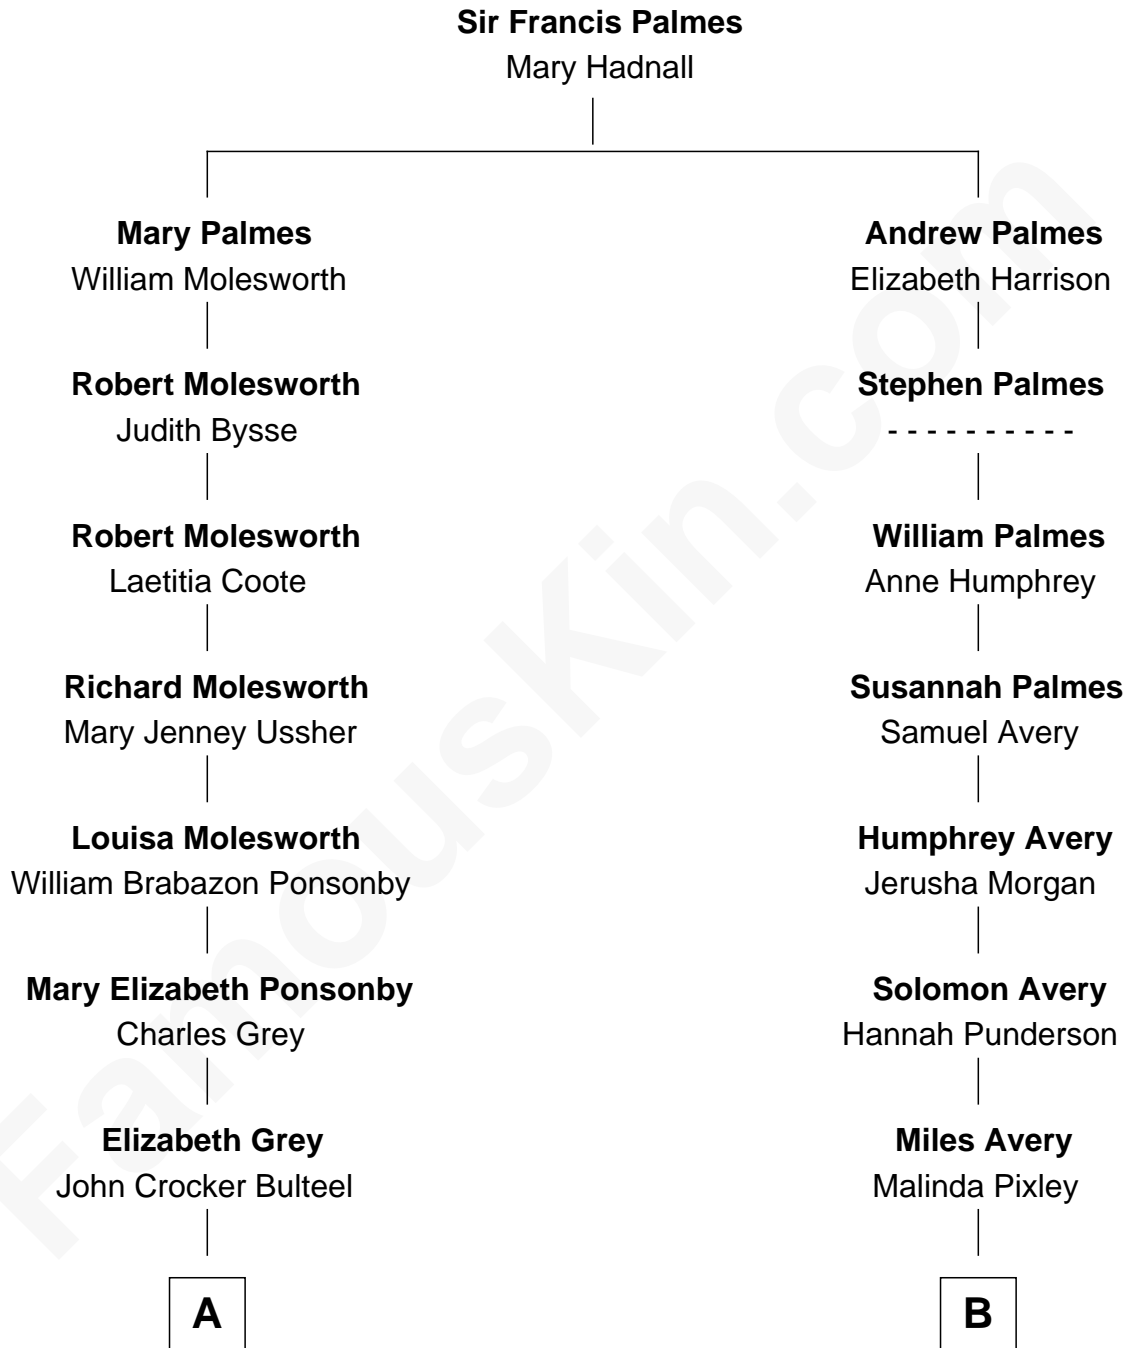 Sir Francis Palmes
Mary Hadnall
Mary Palmes
William Molesworth
Andrew Palmes
Elizabeth Harrison
Robert Molesworth
Judith Bysse
Stephen Palmes
- - - - - - - - - -
Robert Molesworth
Laetitia Coote
William Palmes
Anne Humphrey
Richard Molesworth
Mary Jenney Ussher
Susannah Palmes
Samuel Avery
Louisa Molesworth
William Brabazon Ponsonby
Humphrey Avery
Jerusha Morgan
Mary Elizabeth Ponsonby
Charles Grey
Solomon Avery
Hannah Punderson
Elizabeth Grey
John Crocker Bulteel
Miles Avery
Malinda Pixley
A
B
FamousKin.com